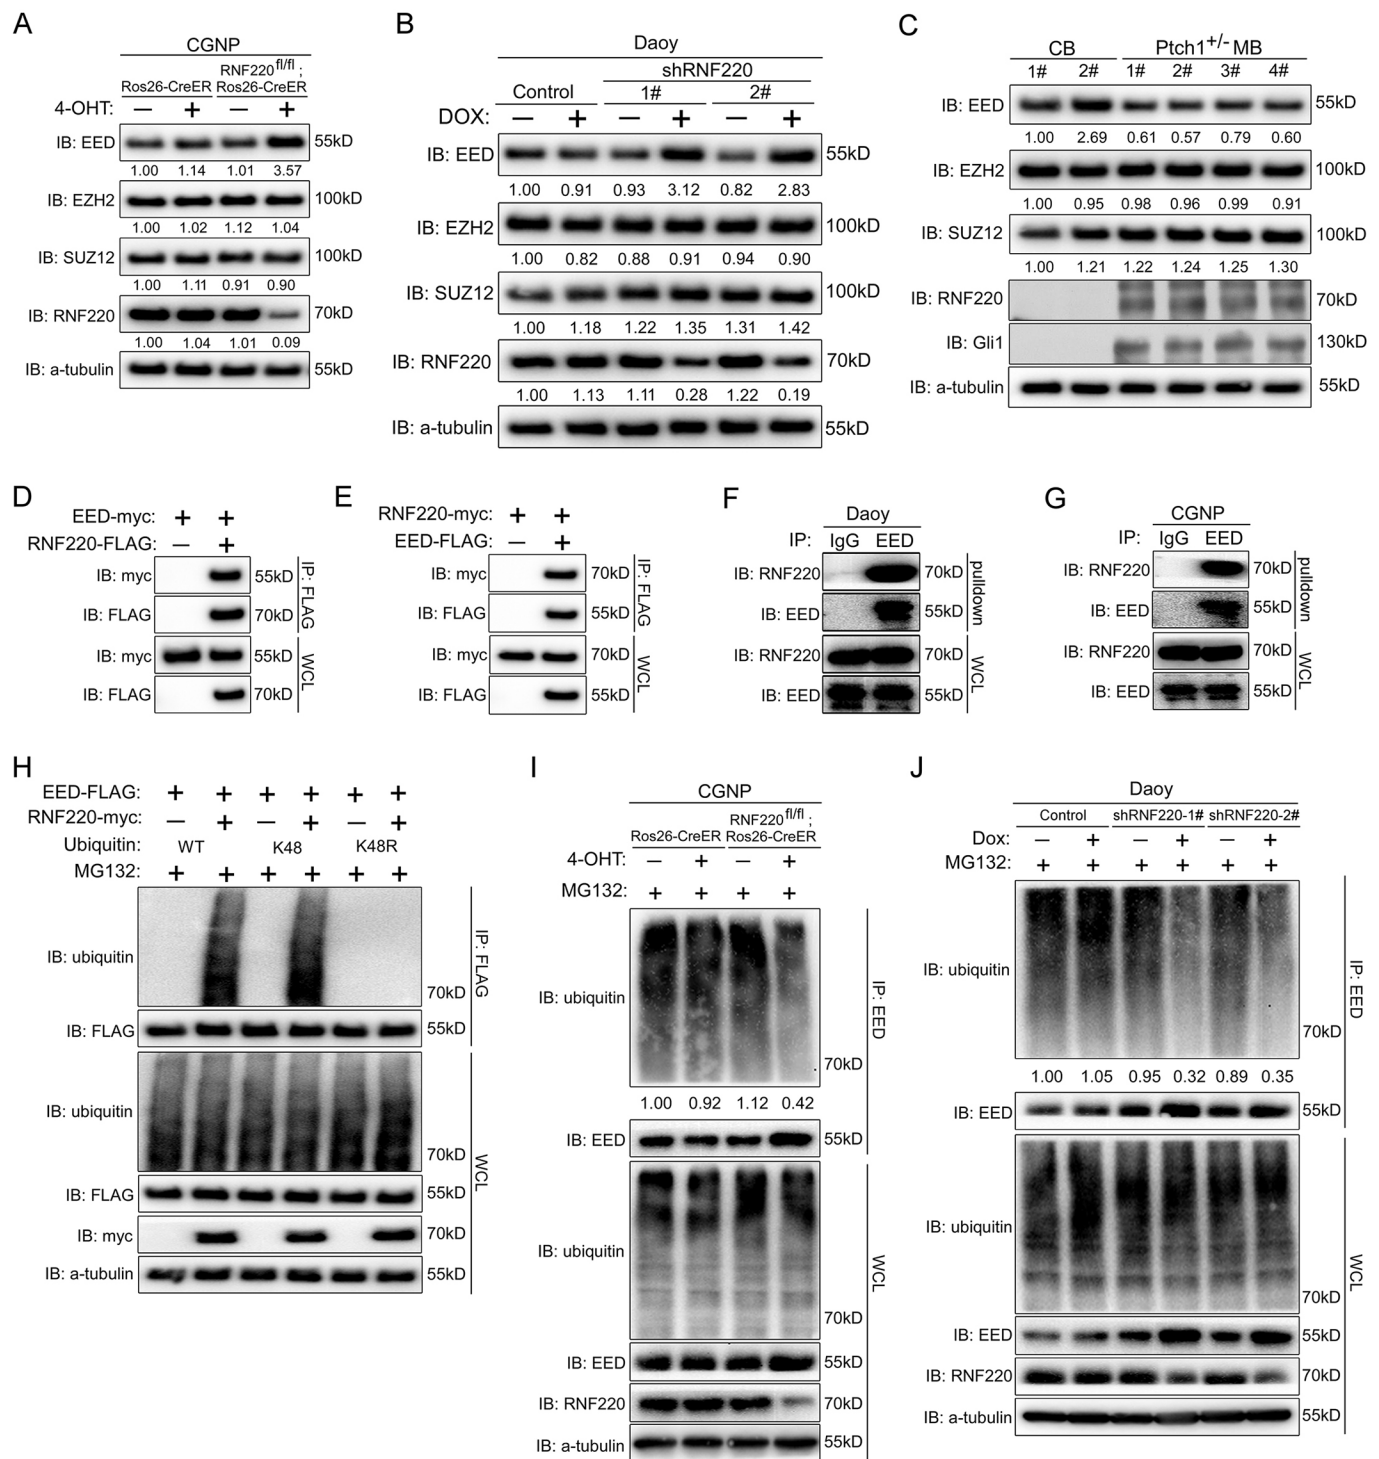 A
CGNP
Ros26-CreER
RNF220fl/fl;
Ros26-CreER
4-OHT: — + — +
IB: EED 55kD
1.00 1.14 1.01 3.57
IB: EZH2 100kD
1.00 1.02 1.12 1.04
IB: SUZ12 100kD
1.00 1.11 0.91 0.90
IB: RNF220 70kD
1.00 1.04 1.01 0.09
IB: a-tubulin 55kD
B
Daoy
shRNF220
Control 1# 2#
DOX: — + — + — +
IB: EED 55kD
1.00 0.91 0.93 3.12 0.82 2.83
IB: EZH2 100kD
1.00 0.82 0.88 0.91 0.94 0.90
IB: SUZ12 100kD
1.00 1.18 1.22 1.35 1.31 1.42
IB: RNF220 70kD
1.00 1.13 1.11 0.28 1.22 0.19
IB: a-tubulin 55kD
C
CB Ptch1+/- MB
1# 2# 1# 2# 3# 4#
IB: EED 55kD
1.00 2.69 0.61 0.57 0.79 0.60
IB: EZH2 100kD
1.00 0.95 0.98 0.96 0.99 0.91
IB: SUZ12 100kD
1.00 1.21 1.22 1.24 1.25 1.30
IB: RNF220 70kD
IB: Gli1 130kD
IB: a-tubulin 55kD
D
EED-myc: + +
RNF220-FLAG: — +
IB: myc 55kD
IB: FLAG 70kD
IP: FLAG
IB: myc 55kD
IB: FLAG 70kD
WCL
E
RNF220-myc: + +
EED-FLAG: — +
IB: myc 70kD
IB: FLAG 55kD
IP: FLAG
IB: myc 70kD
IB: FLAG 55kD
WCL
F
Daoy
IP: IgG EED
IB: RNF220 70kD
IB: EED 55kD
pulldown
IB: RNF220 70kD
IB: EED 55kD
WCL
G
CGNP
IP: IgG EED
IB: RNF220 70kD
IB: EED 55kD
pulldown
IB: RNF220 70kD
IB: EED 55kD
WCL
H
EED-FLAG: + + + + + +
RNF220-myc: — + — + — +
Ubiquitin: WT K48 K48R
MG132: + + + + + +
IB: ubiquitin
70kD
IB: FLAG 55kD
IP: FLAG
IB: ubiquitin
70kD
IB: FLAG 55kD
IB: myc 70kD
IB: a-tubulin 55kD
WCL
I
CGNP
Ros26-CreER
RNF220fl/fl;
Ros26-CreER
4-OHT: — + — +
MG132: + + + +
IB: ubiquitin
70kD
1.00 0.92 1.12 0.42
IB: EED 55kD
IP: EED
IB: ubiquitin
70kD
IB: EED 55kD
IB: RNF220 70kD
IB: a-tubulin 55kD
WCL
J
Daoy
Control shRNF220-1# shRNF220-2#
Dox: — + — + — +
MG132: + + + + + +
IB: ubiquitin
70kD
1.00 1.05 0.95 0.32 0.89 0.35
IB: EED 55kD
IP: EED
IB: ubiquitin
70kD
IB: EED 55kD
IB: RNF220 70kD
IB: a-tubulin 55kD
WCL